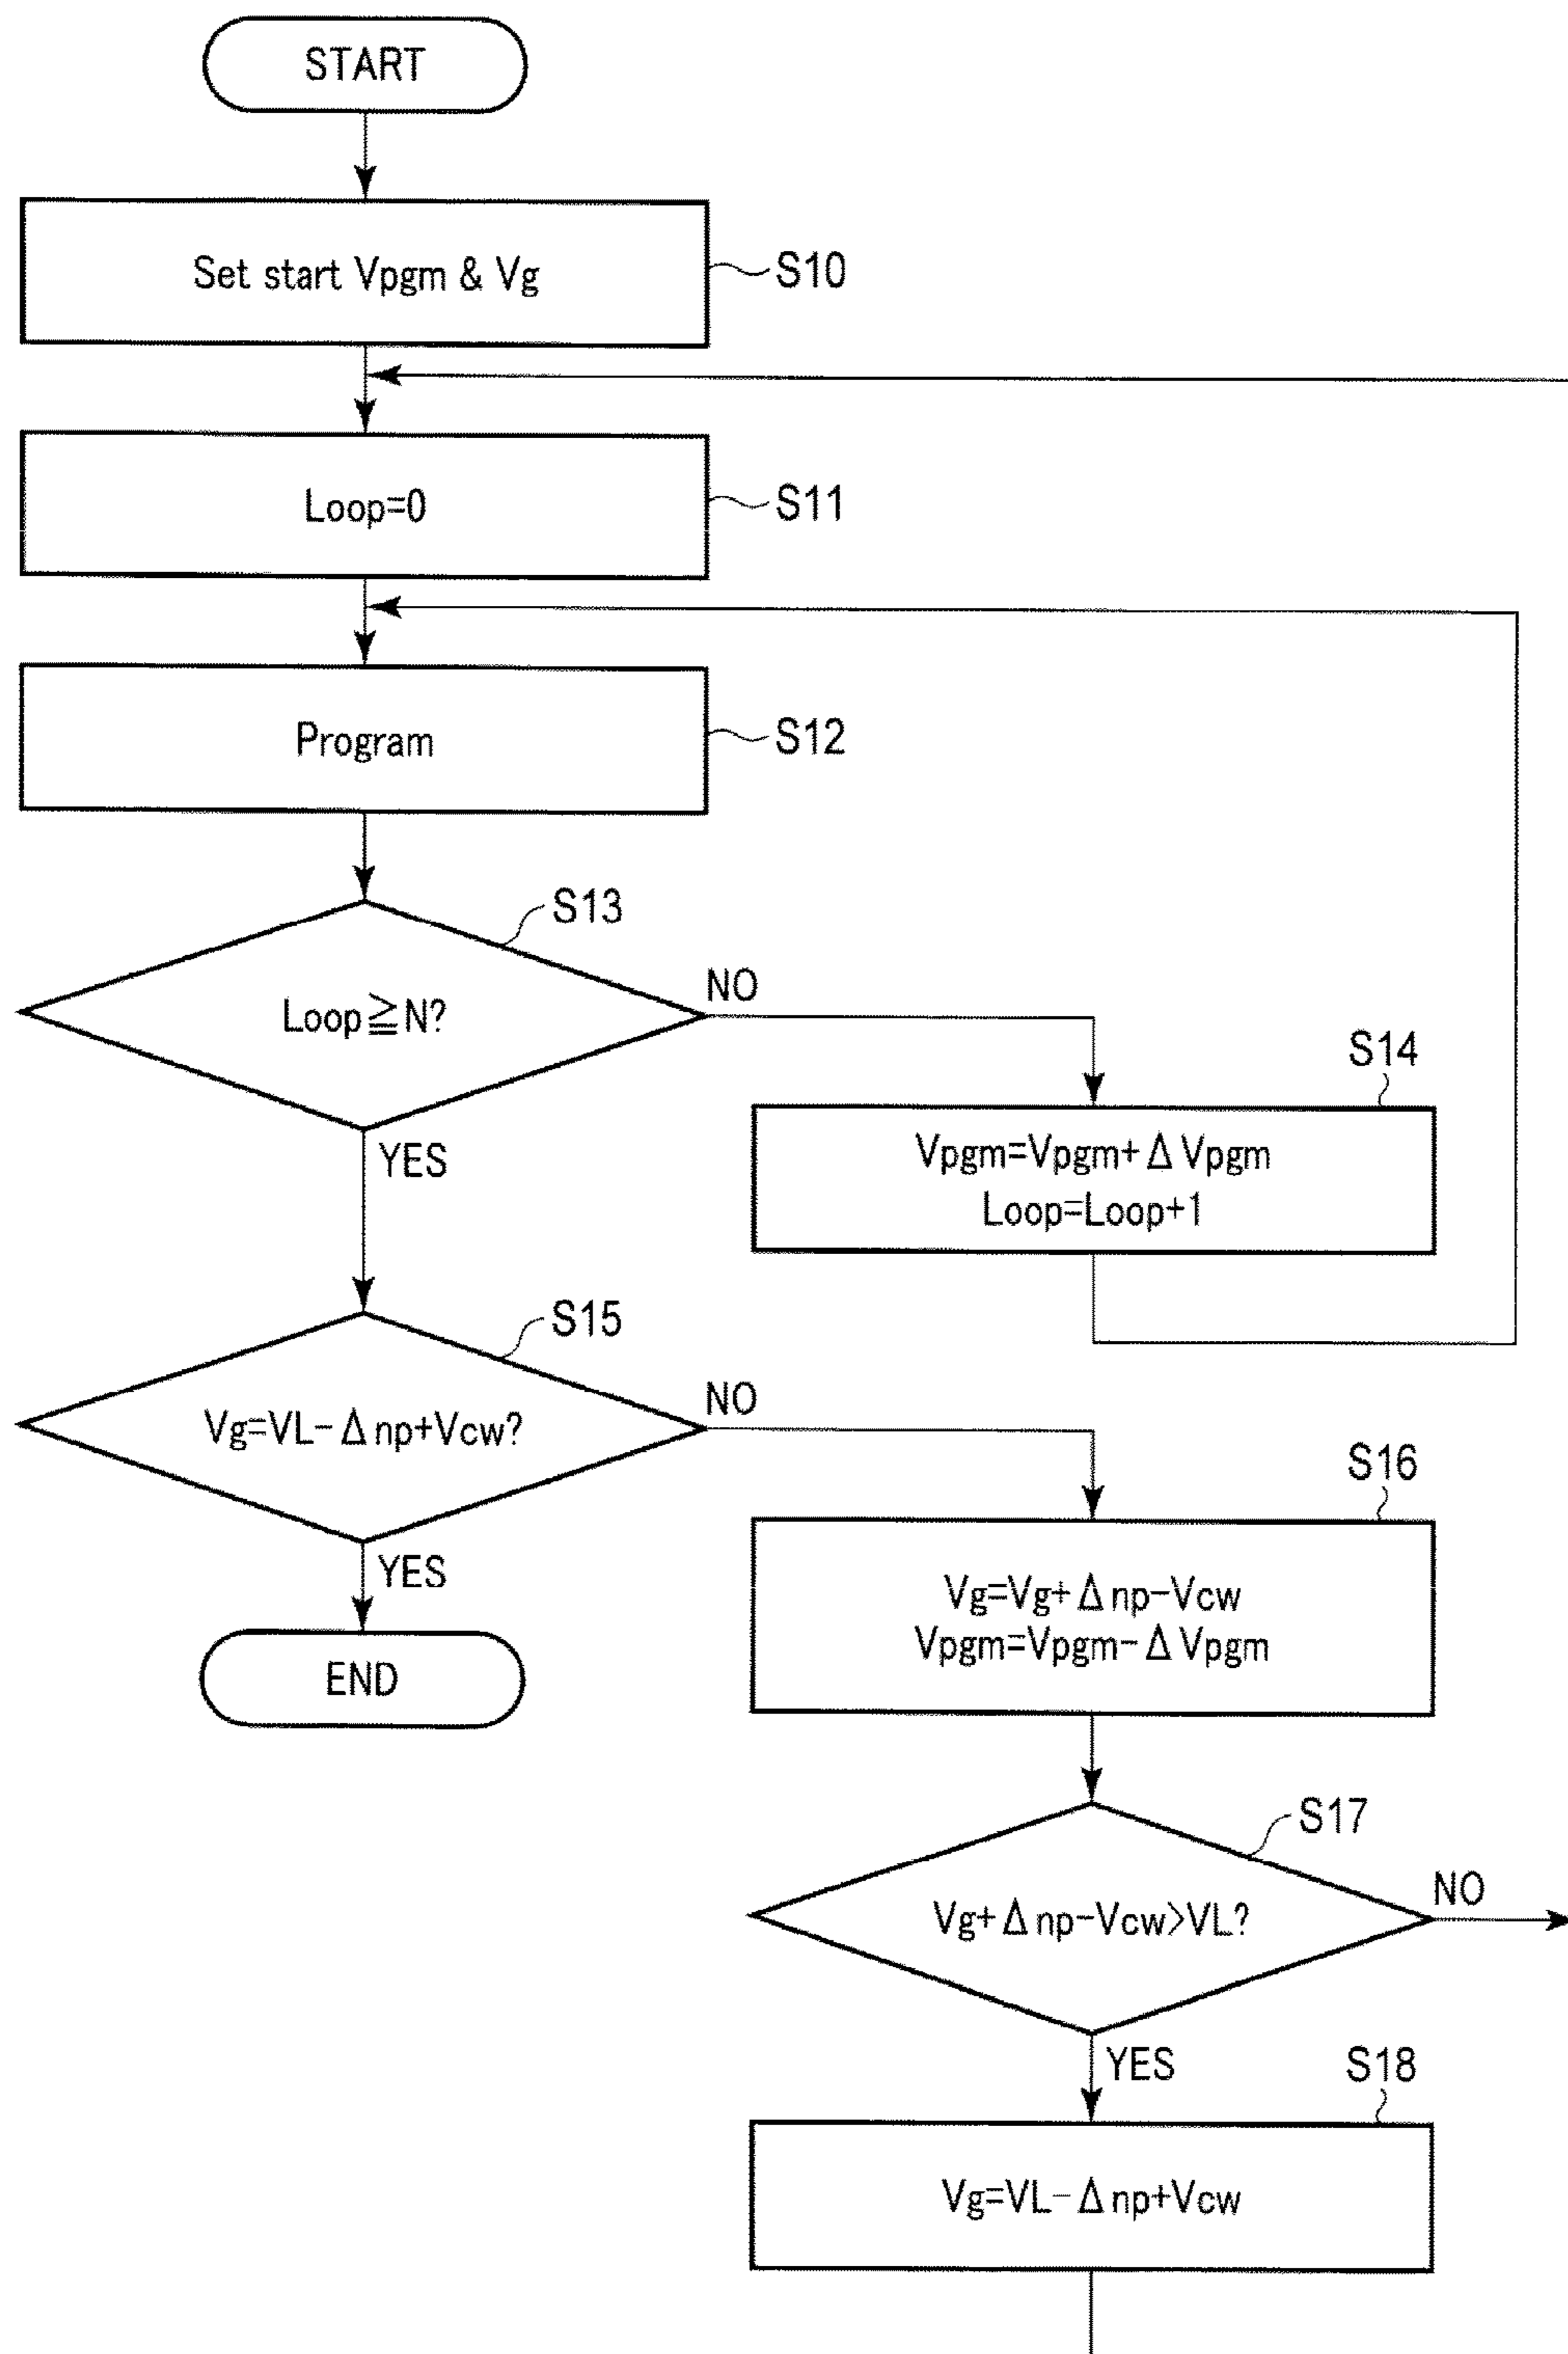 START
Set start Vpgm & Vg
S10
Loop=0
S11
Program
S12
S13
Loop≧N?
NO
YES
S14
Vpgm=Vpgm+ΔVpgm
Loop=Loop+1
S15
Vg=VL-Δnp+Vcw?
NO
YES
END
S16
Vg=Vg+Δnp-Vcw
Vpgm=Vpgm-ΔVpgm
S17
Vg+Δnp-Vcw>VL?
NO
YES
S18
Vg=VL-Δnp+Vcw